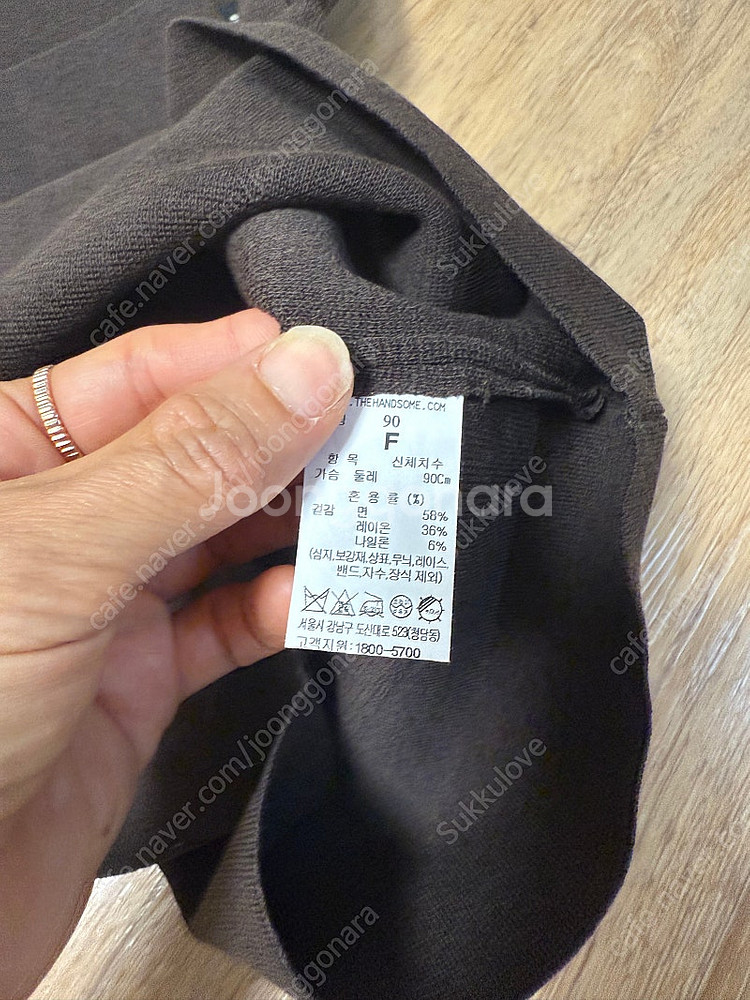 .THEHANDSOME.COM
90
F
항 목 신체치수
가슴 둘레 90Cm
혼 용 율 (%)
겉감 면 58%
레이온 36%
나일론 6%
(심지,보강재,상표,무늬,레이스,
밴드,자수,장식 제외)
서울시 강남구 도산대로 523(청담동)
고객지원:1800-5700
Joonggonara
cafe.naver.com/joonggonara
Sukkulove